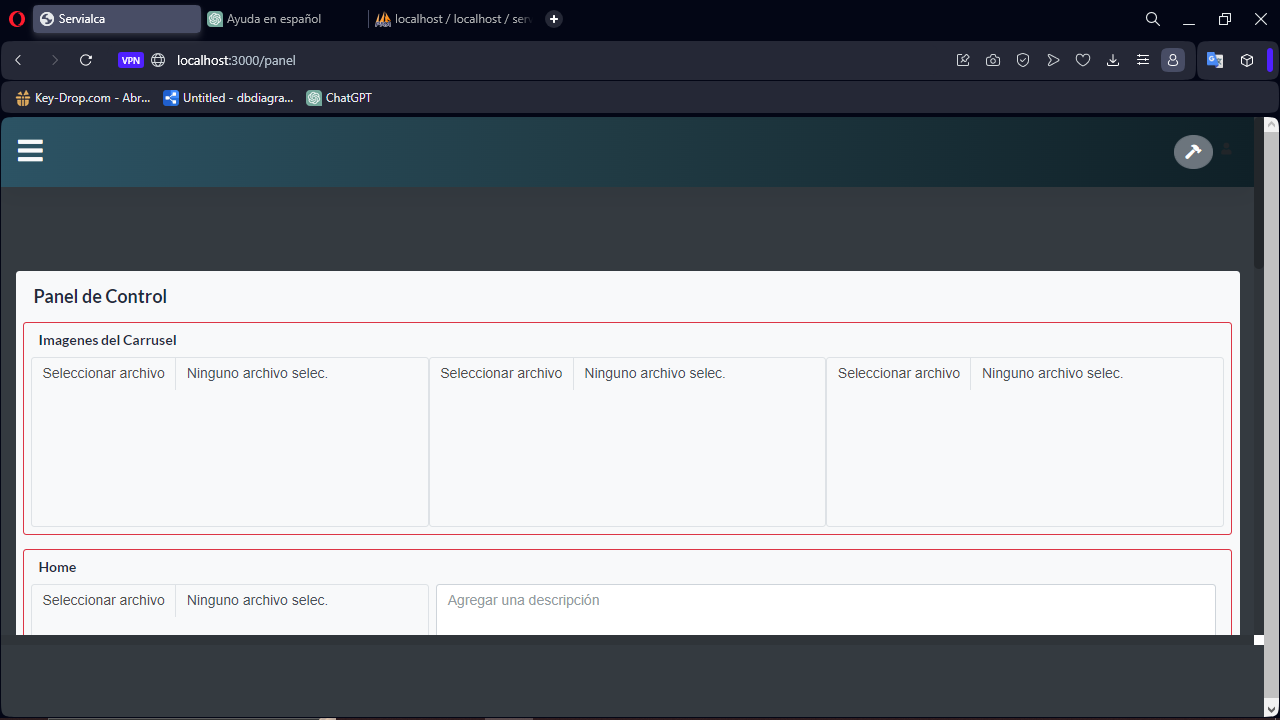 Servialca
Ayuda en español
localhost / localhost / ser
VPN
localhost:3000/panel
Key-Drop.com - Abr...
Untitled - dbdiagra...
ChatGPT
Panel de Control
Imagenes del Carrusel
Seleccionar archivo Ninguno archivo selec.
Seleccionar archivo Ninguno archivo selec.
Seleccionar archivo Ninguno archivo selec.
Home
Seleccionar archivo Ninguno archivo selec.
Agregar una descripción